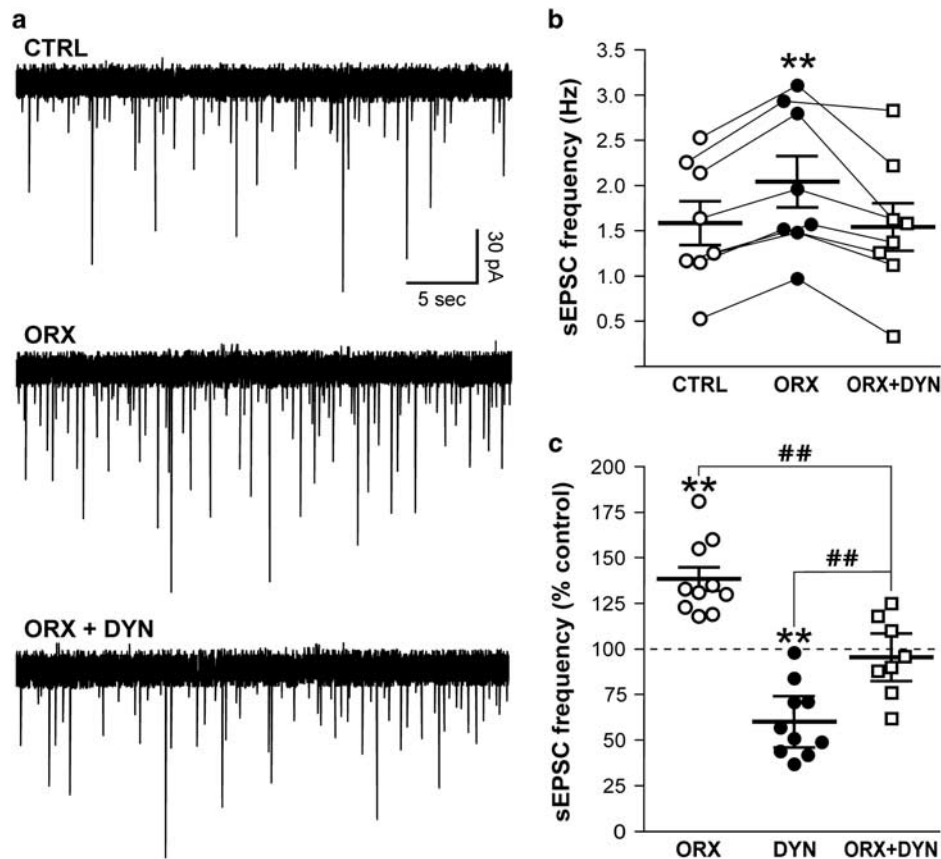 a
CTRL
30 pA
5 sec
ORX
ORX + DYN
b
sEPSC frequency (Hz)
3.5
3.0
2.5
2.0
1.5
1.0
0.5
**
CTRL ORX ORX+DYN
c
sEPSC frequency (% control)
200
175
150
125
100
75
50
25
0
##
**
##
**
ORX DYN ORX+DYN